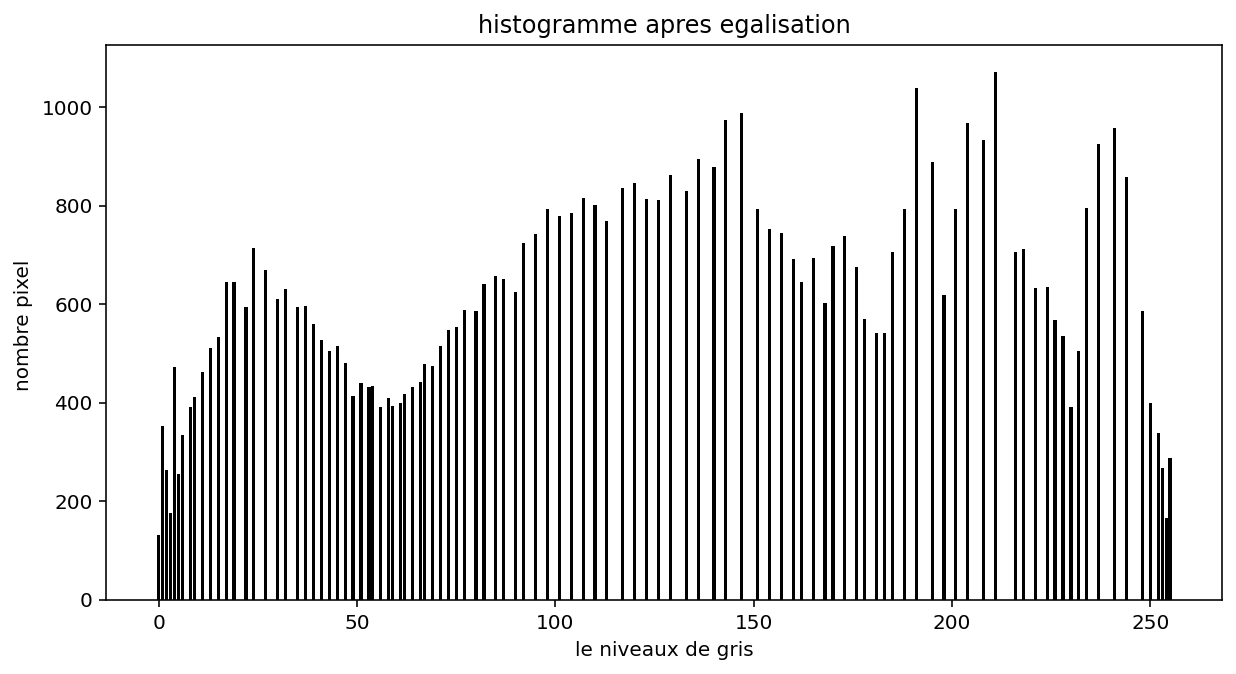 histogramme apres egalisation
nombre pixel
1000
800
600
400
200
0
0 50 100 150 200 250
le niveaux de gris